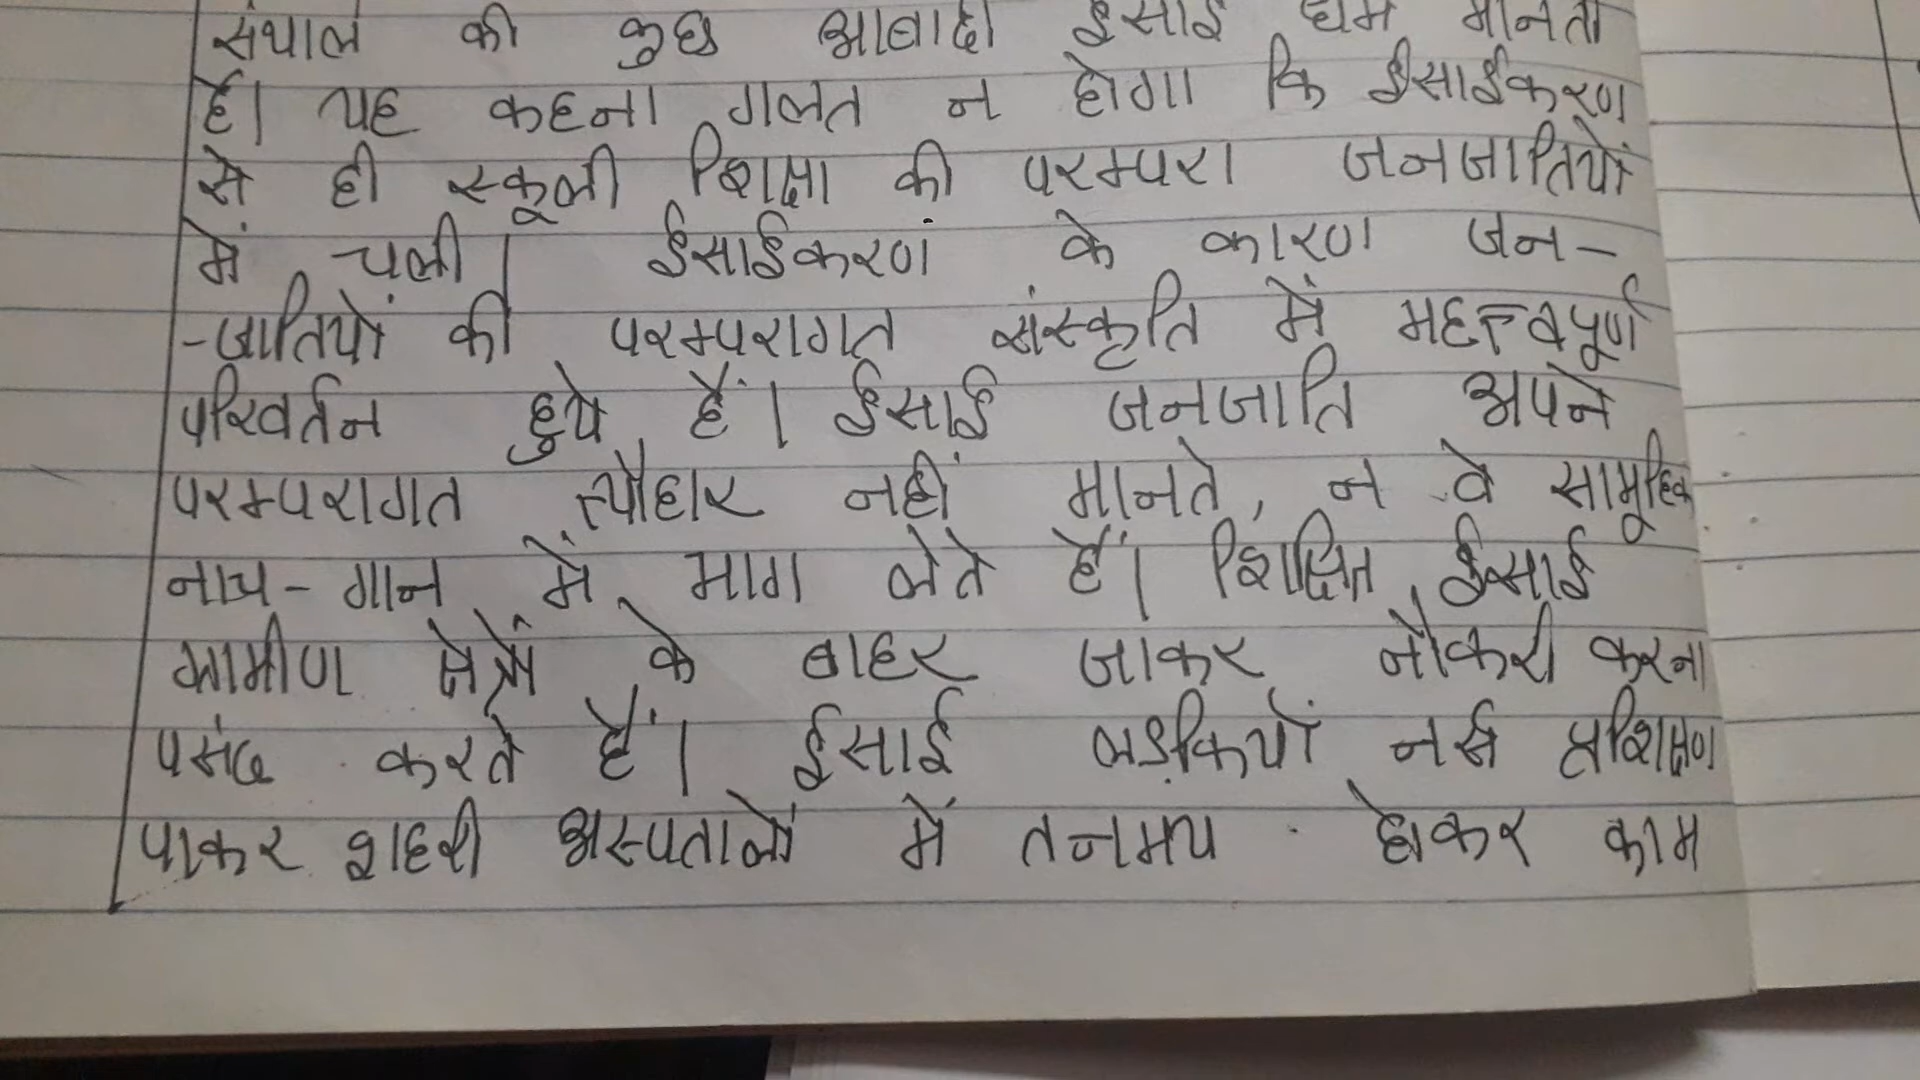 संथाल की कुछ आबादी ईसाई धर्म मानती
है। यह कहना गलत न होगा कि ईसाईकरण
से ही स्कूली शिक्षा की परम्परा जनजातियों
में चली। ईसाईकरण के कारण जन-
-जातियों की परम्परागत संस्कृति में महत्त्वपूर्ण
परिवर्तन हुये हैं। ईसाई जनजाति अपने
परम्परागत त्यौहार नहीं मानते, न वे सामूहिक
नाच-गान में भाग लेते हैं। शिक्षित ईसाई
ग्रामीण क्षेत्रों के बाहर जाकर नौकरी करना
पसंद करते हैं। ईसाई लड़कियों नर्स प्रशिक्षण
पाकर शहरी अस्पतालों में तनमय होकर काम